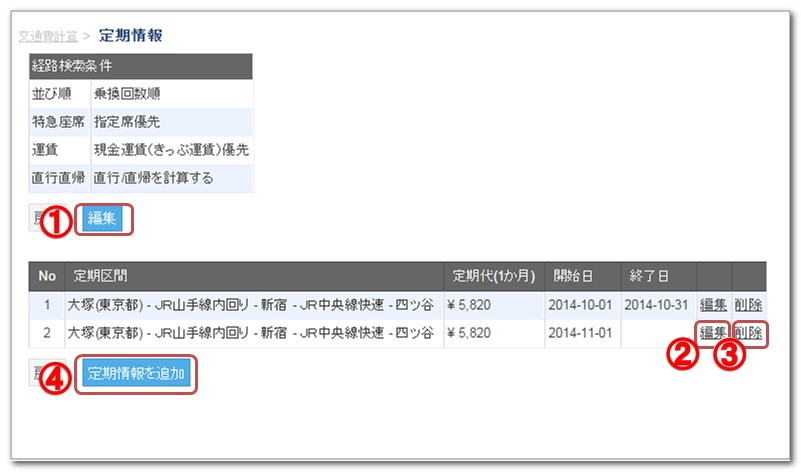 交通費計算 > 定期情報
経路検索条件
並び順 乗換回数順
特急座席 指定席優先
運賃 現金運賃(きっぷ運賃)優先
直行直帰 直行/直帰を計算する
① 編集
No 定期区間 定期代(1か月) 開始日 終了日
1 大塚(東京都) - JR山手線内回り - 新宿 - JR中央線快速 - 四ツ谷 ¥ 5,820 2014-10-01 2014-10-31 編集 削除
2 大塚(東京都) - JR山手線内回り - 新宿 - JR中央線快速 - 四ツ谷 ¥ 5,820 2014-11-01 編集 削除
② ③
④ 定期情報を追加